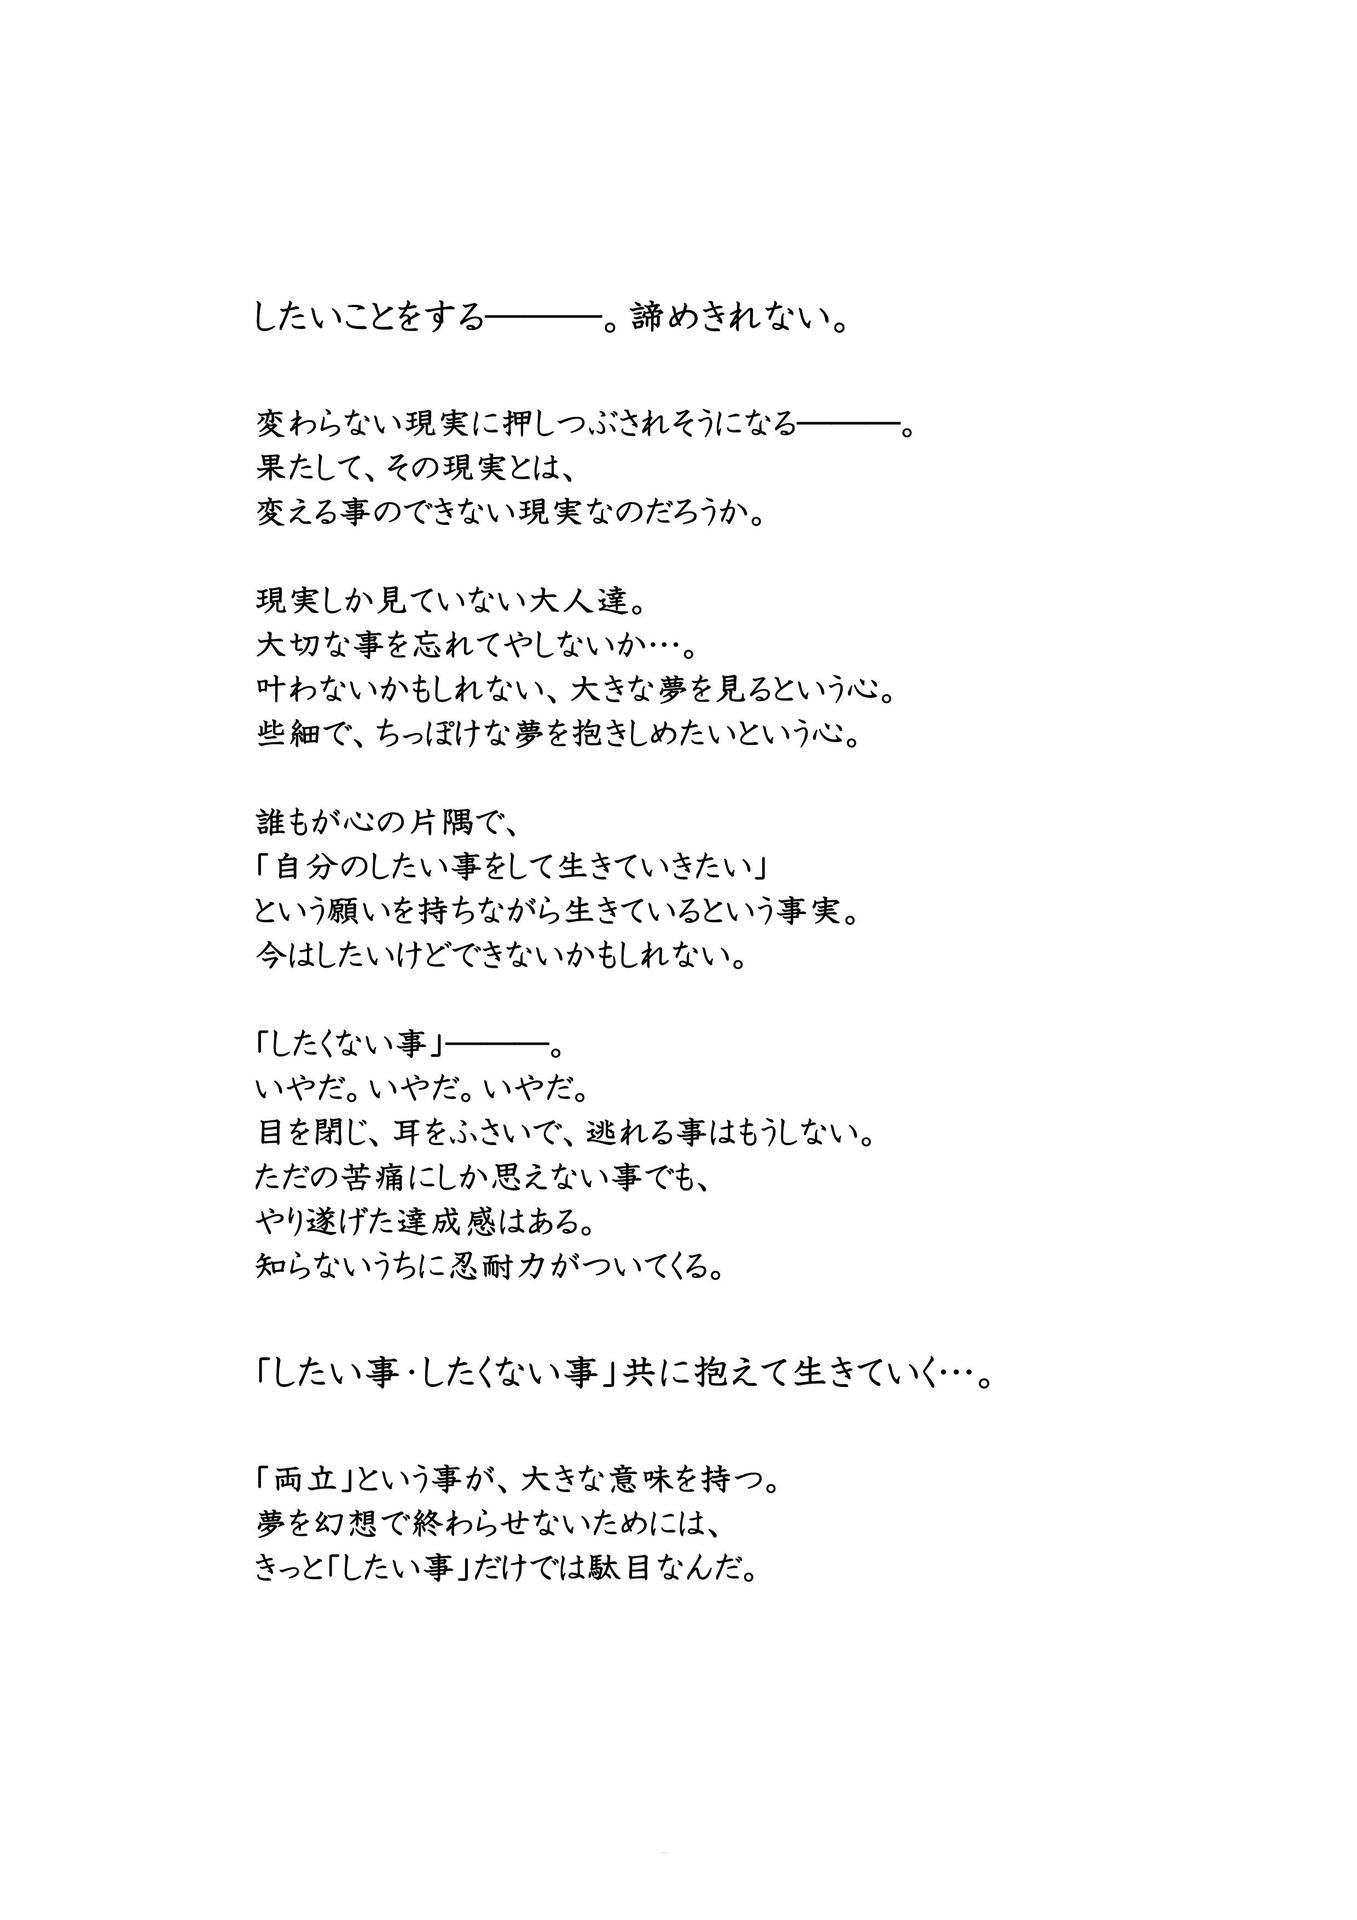 したいことをする―――。諦めきれない。
変わらない現実に押しつぶされそうになる―――。
果たして、その現実とは、
変える事のできない現実なのだろうか。
現実しか見ていない大人達。
大切な事を忘れてやしないか…。
叶わないかもしれない、大きな夢を見るという心。
些細で、ちっぽけな夢を抱きしめたいという心。
誰もが心の片隅で、
「自分のしたい事をして生きていきたい」
という願いを持ちながら生きているという事実。
今はしたいけどできないかもしれない。
「したくない事」―――。
いやだ。いやだ。いやだ。
目を閉じ、耳をふさいで、逃れる事はもうしない。
ただの苦痛にしか思えない事でも、
やり遂げた達成感はある。
知らないうちに忍耐力がついてくる。
「したい事・したくない事」共に抱えて生きていく…。
「両立」という事が、大きな意味を持つ。
夢を幻想で終わらせないためには、
きっと「したい事」だけでは駄目なんだ。